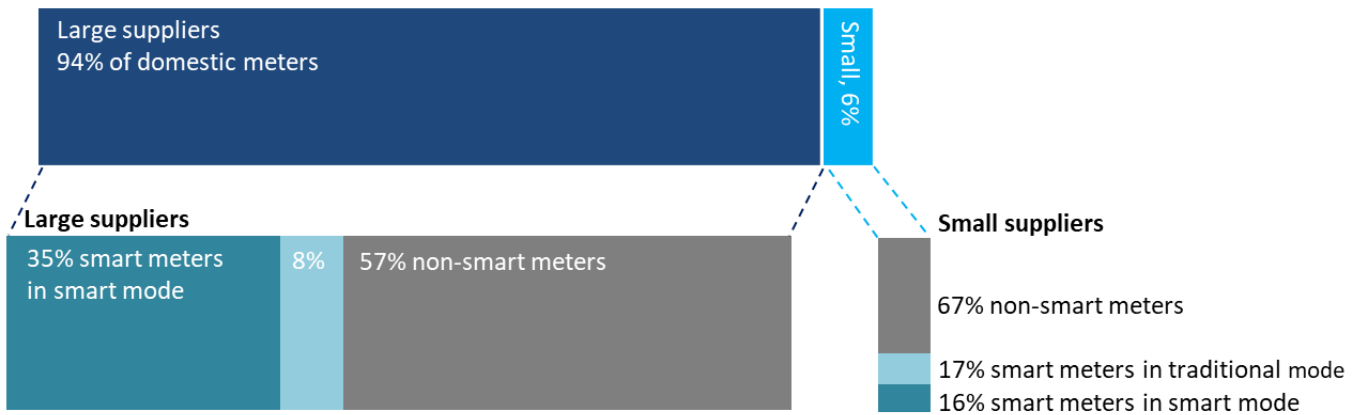 Large suppliers
94% of domestic meters
Small, 6%
Large suppliers
35% smart meters
in smart mode
8%
57% non-smart meters
Small suppliers
67% non-smart meters
17% smart meters in traditional mode
16% smart meters in smart mode